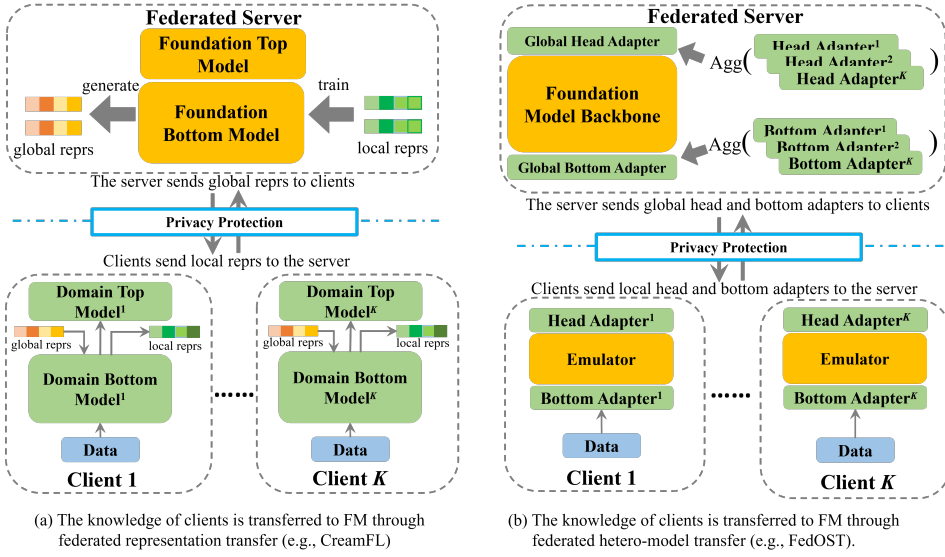 Federated Server
Foundation Top
Model
generate
train
Foundation
Bottom Model
global reprs
local reprs
The server sends global reprs to clients
Privacy Protection
Clients send local reprs to the server
Domain Top
Model¹
global reprs
local reprs
Domain Bottom
Model¹
Data
Client 1
......
Domain Top
Modelᴷ
global reprs
local reprs
Domain Bottom
Modelᴷ
Data
Client K
(a) The knowledge of clients is transferred to FM through
federated representation transfer (e.g., CreamFL)
Federated Server
Global Head Adapter
Foundation
Model Backbone
Global Bottom Adapter
Agg(
Head Adapter¹
Head Adapter²
Head Adapterᴷ
)
Agg(
Bottom Adapter¹
Bottom Adapter²
Bottom Adapterᴷ
)
The server sends global head and bottom adapters to clients
Privacy Protection
Clients send local head and bottom adapters to the server
Head Adapter¹
Emulator
Bottom Adapter¹
Data
Client 1
......
Head Adapterᴷ
Emulator
Bottom Adapterᴷ
Data
Client K
(b) The knowledge of clients is transferred to FM through
federated hetero-model transfer (e.g., FedOST).